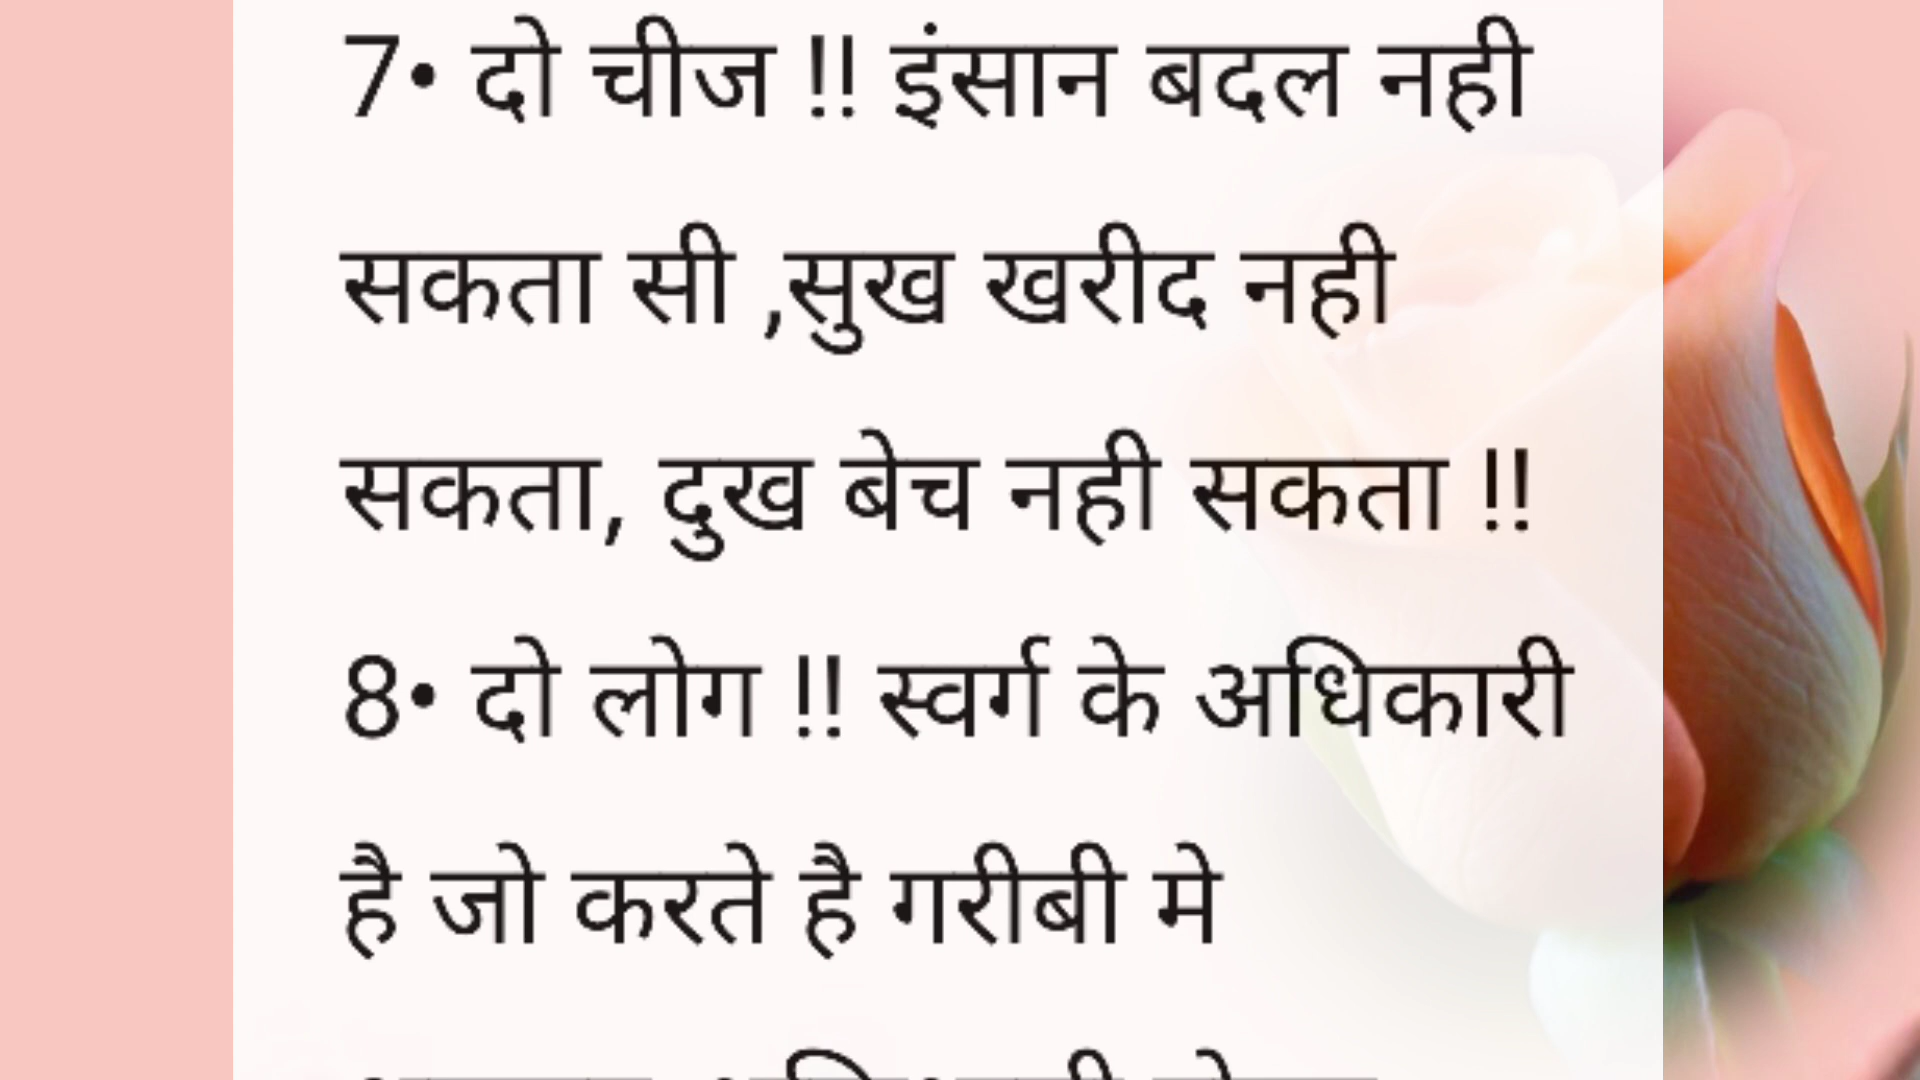 7• दो चीज !! इंसान बदल नही
सकता सी ,सुख खरीद नही
सकता, दुख बेच नही सकता !!
8• दो लोग !! स्वर्ग के अधिकारी
है जो करते है गरीबी मे